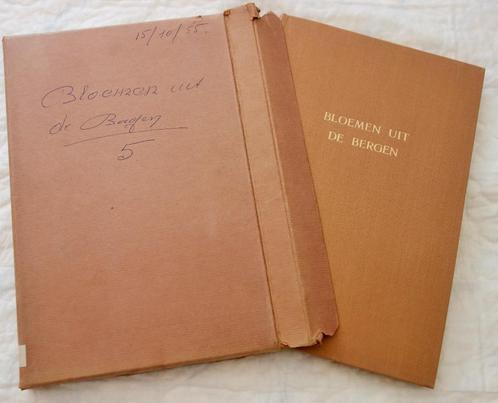 15/10/55.
Bloemen uit
de Bergen
5
BLOEMEN UIT
DE BERGEN